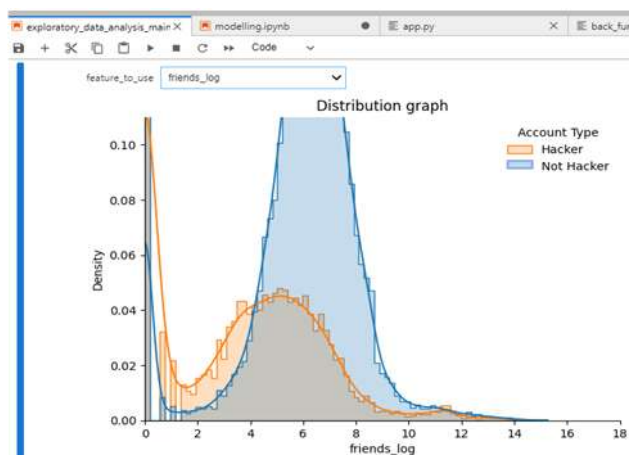 exploratory_data_analysis_main
modelling.ipynb
app.py
back_fun
Code
feature_to_use
friends_log
Distribution graph
Account Type
Hacker
Not Hacker
Density
0.10
0.08
0.06
0.04
0.02
0.00
0 2 4 6 8 10 12 14 16 18
friends_log